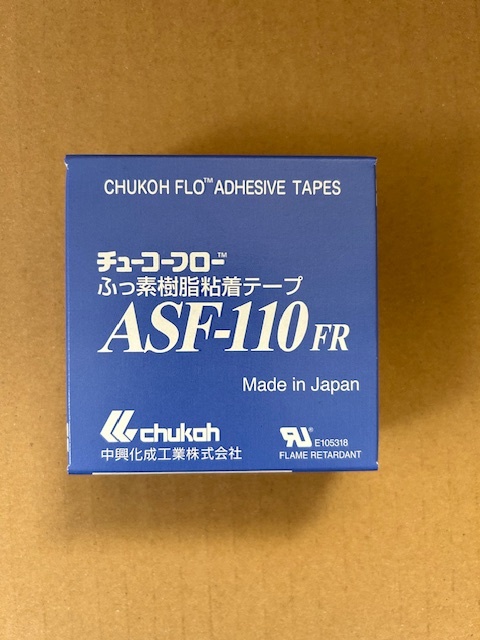 CHUKOH FLO™ ADHESIVE TAPES
チューコーフロー™
ふっ素樹脂粘着テープ
ASF-110 FR
Made in Japan
chukoh
中興化成工業株式会社
RU® E105318
FLAME RETARDANT